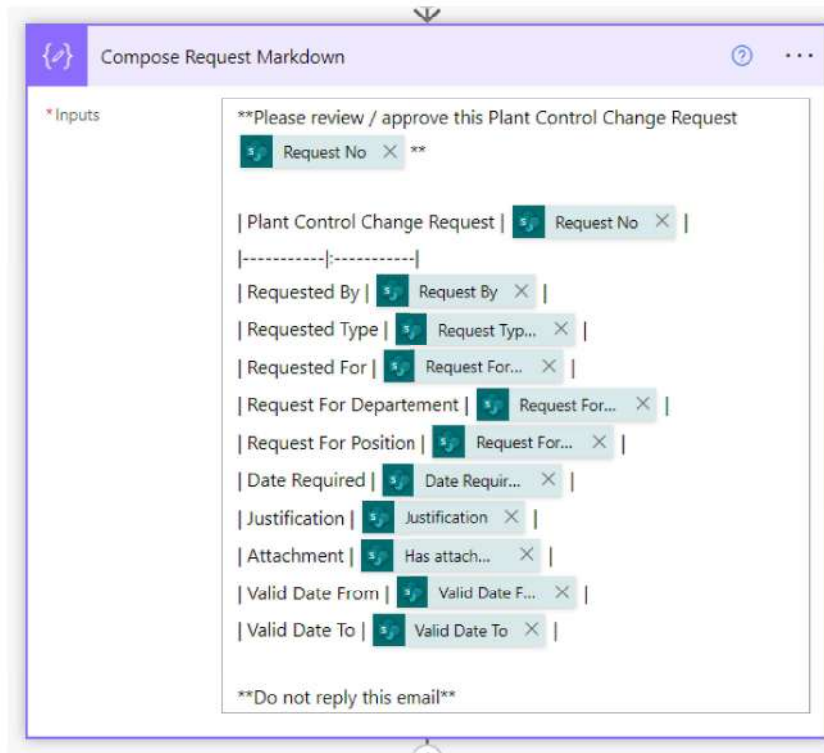 Compose Request Markdown
*Inputs
**Please review / approve this Plant Control Change Request
Request No **
| Plant Control Change Request | Request No |
|-----------|:-----------|
| Requested By | Request By |
| Requested Type | Request Typ... |
| Requested For | Request For... |
| Request For Departement | Request For... |
| Request For Position | Request For... |
| Date Required | Date Requir... |
| Justification | Justification |
| Attachment | Has attach... |
| Valid Date From | Valid Date F... |
| Valid Date To | Valid Date To |
**Do not reply this email**